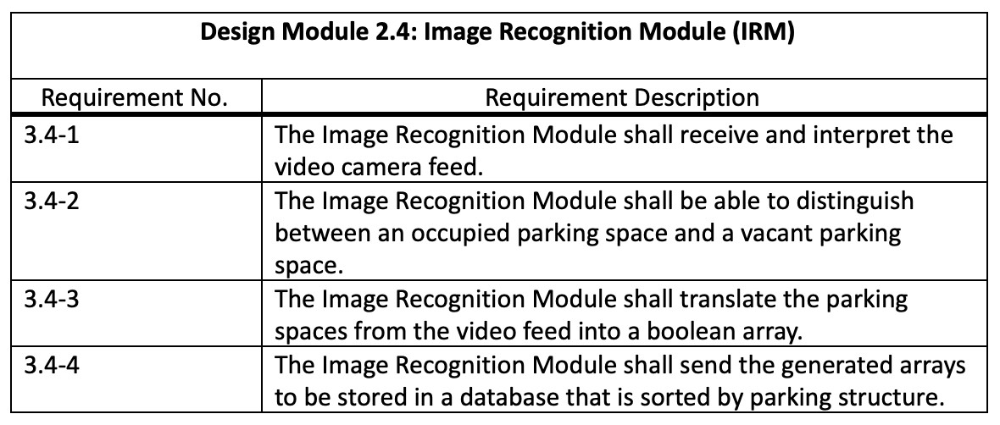 Design Module 2.4: Image Recognition Module (IRM)
Requirement No.
Requirement Description
3.4-1
The Image Recognition Module shall receive and interpret the
video camera feed.
3.4-2
The Image Recognition Module shall be able to distinguish
between an occupied parking space and a vacant parking
space.
3.4-3
The Image Recognition Module shall translate the parking
spaces from the video feed into a boolean array.
3.4-4
The Image Recognition Module shall send the generated arrays
to be stored in a database that is sorted by parking structure.